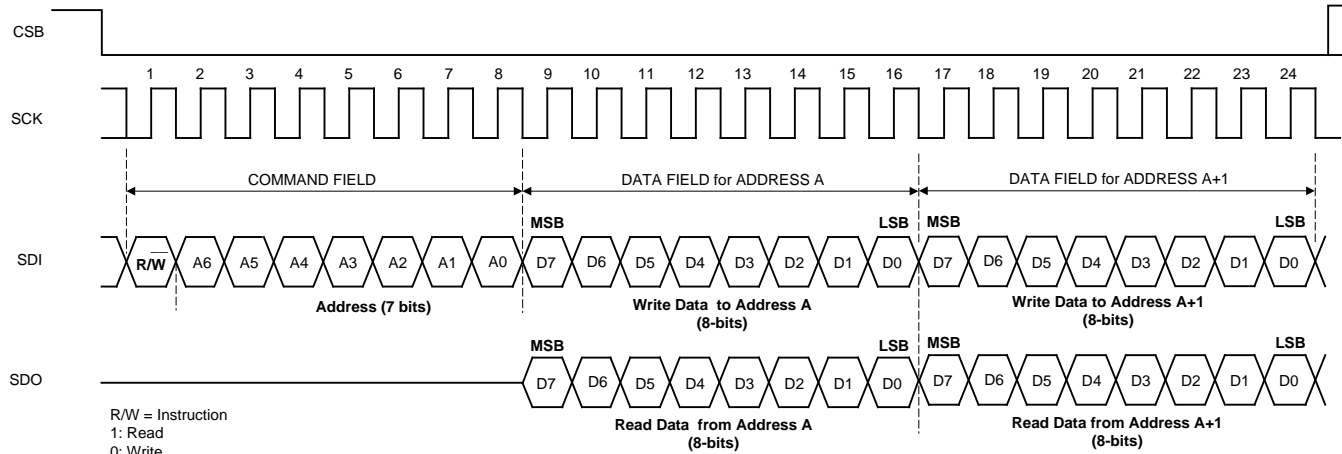 CSB
1 2 3 4 5 6 7 8 9 10 11 12 13 14 15 16 17 18 19 20 21 22 23 24
SCK
COMMAND FIELD DATA FIELD for ADDRESS A DATA FIELD for ADDRESS A+1
MSB LSB MSB LSB
SDI R/W A6 A5 A4 A3 A2 A1 A0 D7 D6 D5 D4 D3 D2 D1 D0 D7 D6 D5 D4 D3 D2 D1 D0
Address (7 bits) Write Data to Address A Write Data to Address A+1
(8-bits) (8-bits)
MSB LSB MSB LSB
SDO D7 D6 D5 D4 D3 D2 D1 D0 D7 D6 D5 D4 D3 D2 D1 D0
R/W = Instruction
Read Data from Address A Read Data from Address A+1
1: Read
(8-bits) (8-bits)
0: Write